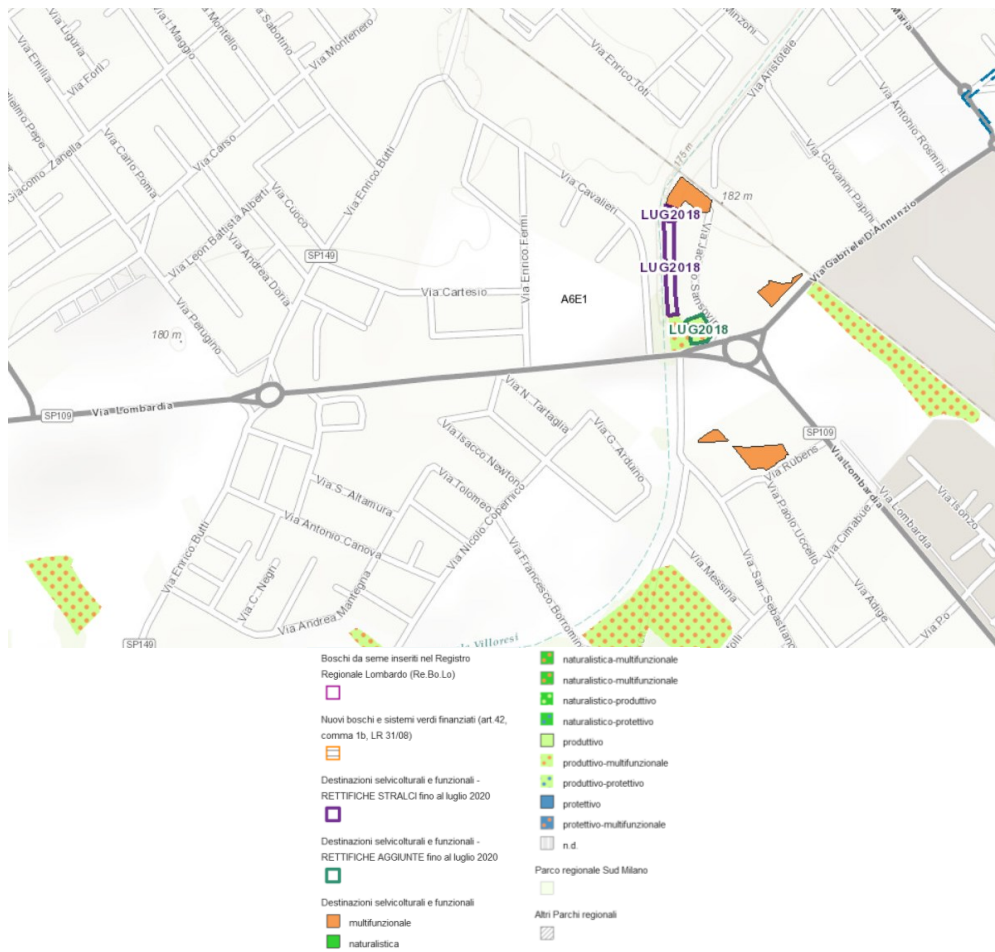 Via Liguria
Via Emilia
Via Forlì
Via I. Maggio
Via Montello
Via Sabotino
Via Montenero
Via Enrico Toti
Minzoni
Via Aristotele
Maria
Via Antonio Rosmini
Via Giovanni Papini
Guglielmo Pepe
Giacomo Zanella
Via Carlo Poma
Via Carso
Via Enrico Butti
Via Cuoco
Via Leon Battista Alberti
Via Andrea Doria
Via Perugino
Via Cavalieri
175 m
182 m
LUG2018
LUG2018
LUG2018
Via Jacopo Sansovino
Via Gabriele D'Annunzio
SP149
Via Enrico Fermi
Via Cartesio
A6E1
180 m
SP109
Via Lombardia
Via N. Tartaglia
Via G. Arduino
Via Isacco Newton
Via Tolomeo
Via Nicolò Copernico
Via S. Altamura
Via Antonio Canova
Via Enrico Butti
Via C. Negri
Via Andrea Mantegna
Via Francesco Borromini
SP149
Villoresi
SP109
Via Lombardia
Via Rubens
Via Paolo Uccello
Via Cimabue
Via Lombardia
Via Isonzo
Via Messina
Via San Sebastiano
Via Adige
Via Po
Boschi da seme inseriti nel Registro
Regionale Lombardo (Re.Bo.Lo)
Nuovi boschi e sistemi verdi finanziati (art.42,
comma 1b, LR 31/08)
Destinazioni selvicolturali e funzionali -
RETTIFICHE STRALCI fino al luglio 2020
Destinazioni selvicolturali e funzionali -
RETTIFICHE AGGIUNTE fino al luglio 2020
Destinazioni selvicolturali e funzionali
multifunzionale
naturalistica
naturalistica-multifunzionale
naturalistico-multifunzionale
naturalistico-produttivo
naturalistico-protettivo
produttivo
produttivo-multifunzionale
produttivo-protettivo
protettivo
protettivo-multifunzionale
n.d.
Parco regionale Sud Milano
Altri Parchi regionali